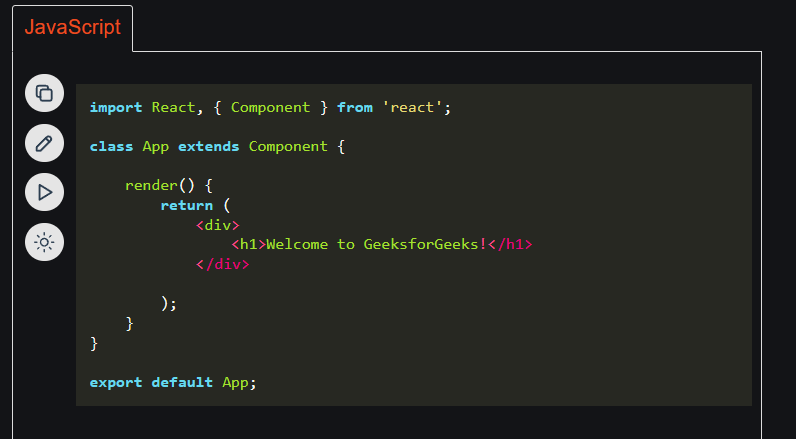 JavaScript
import React, { Component } from 'react';
class App extends Component {
render() {
return (
<div>
<h1>Welcome to GeeksforGeeks!</h1>
</div>
);
}
}
export default App;